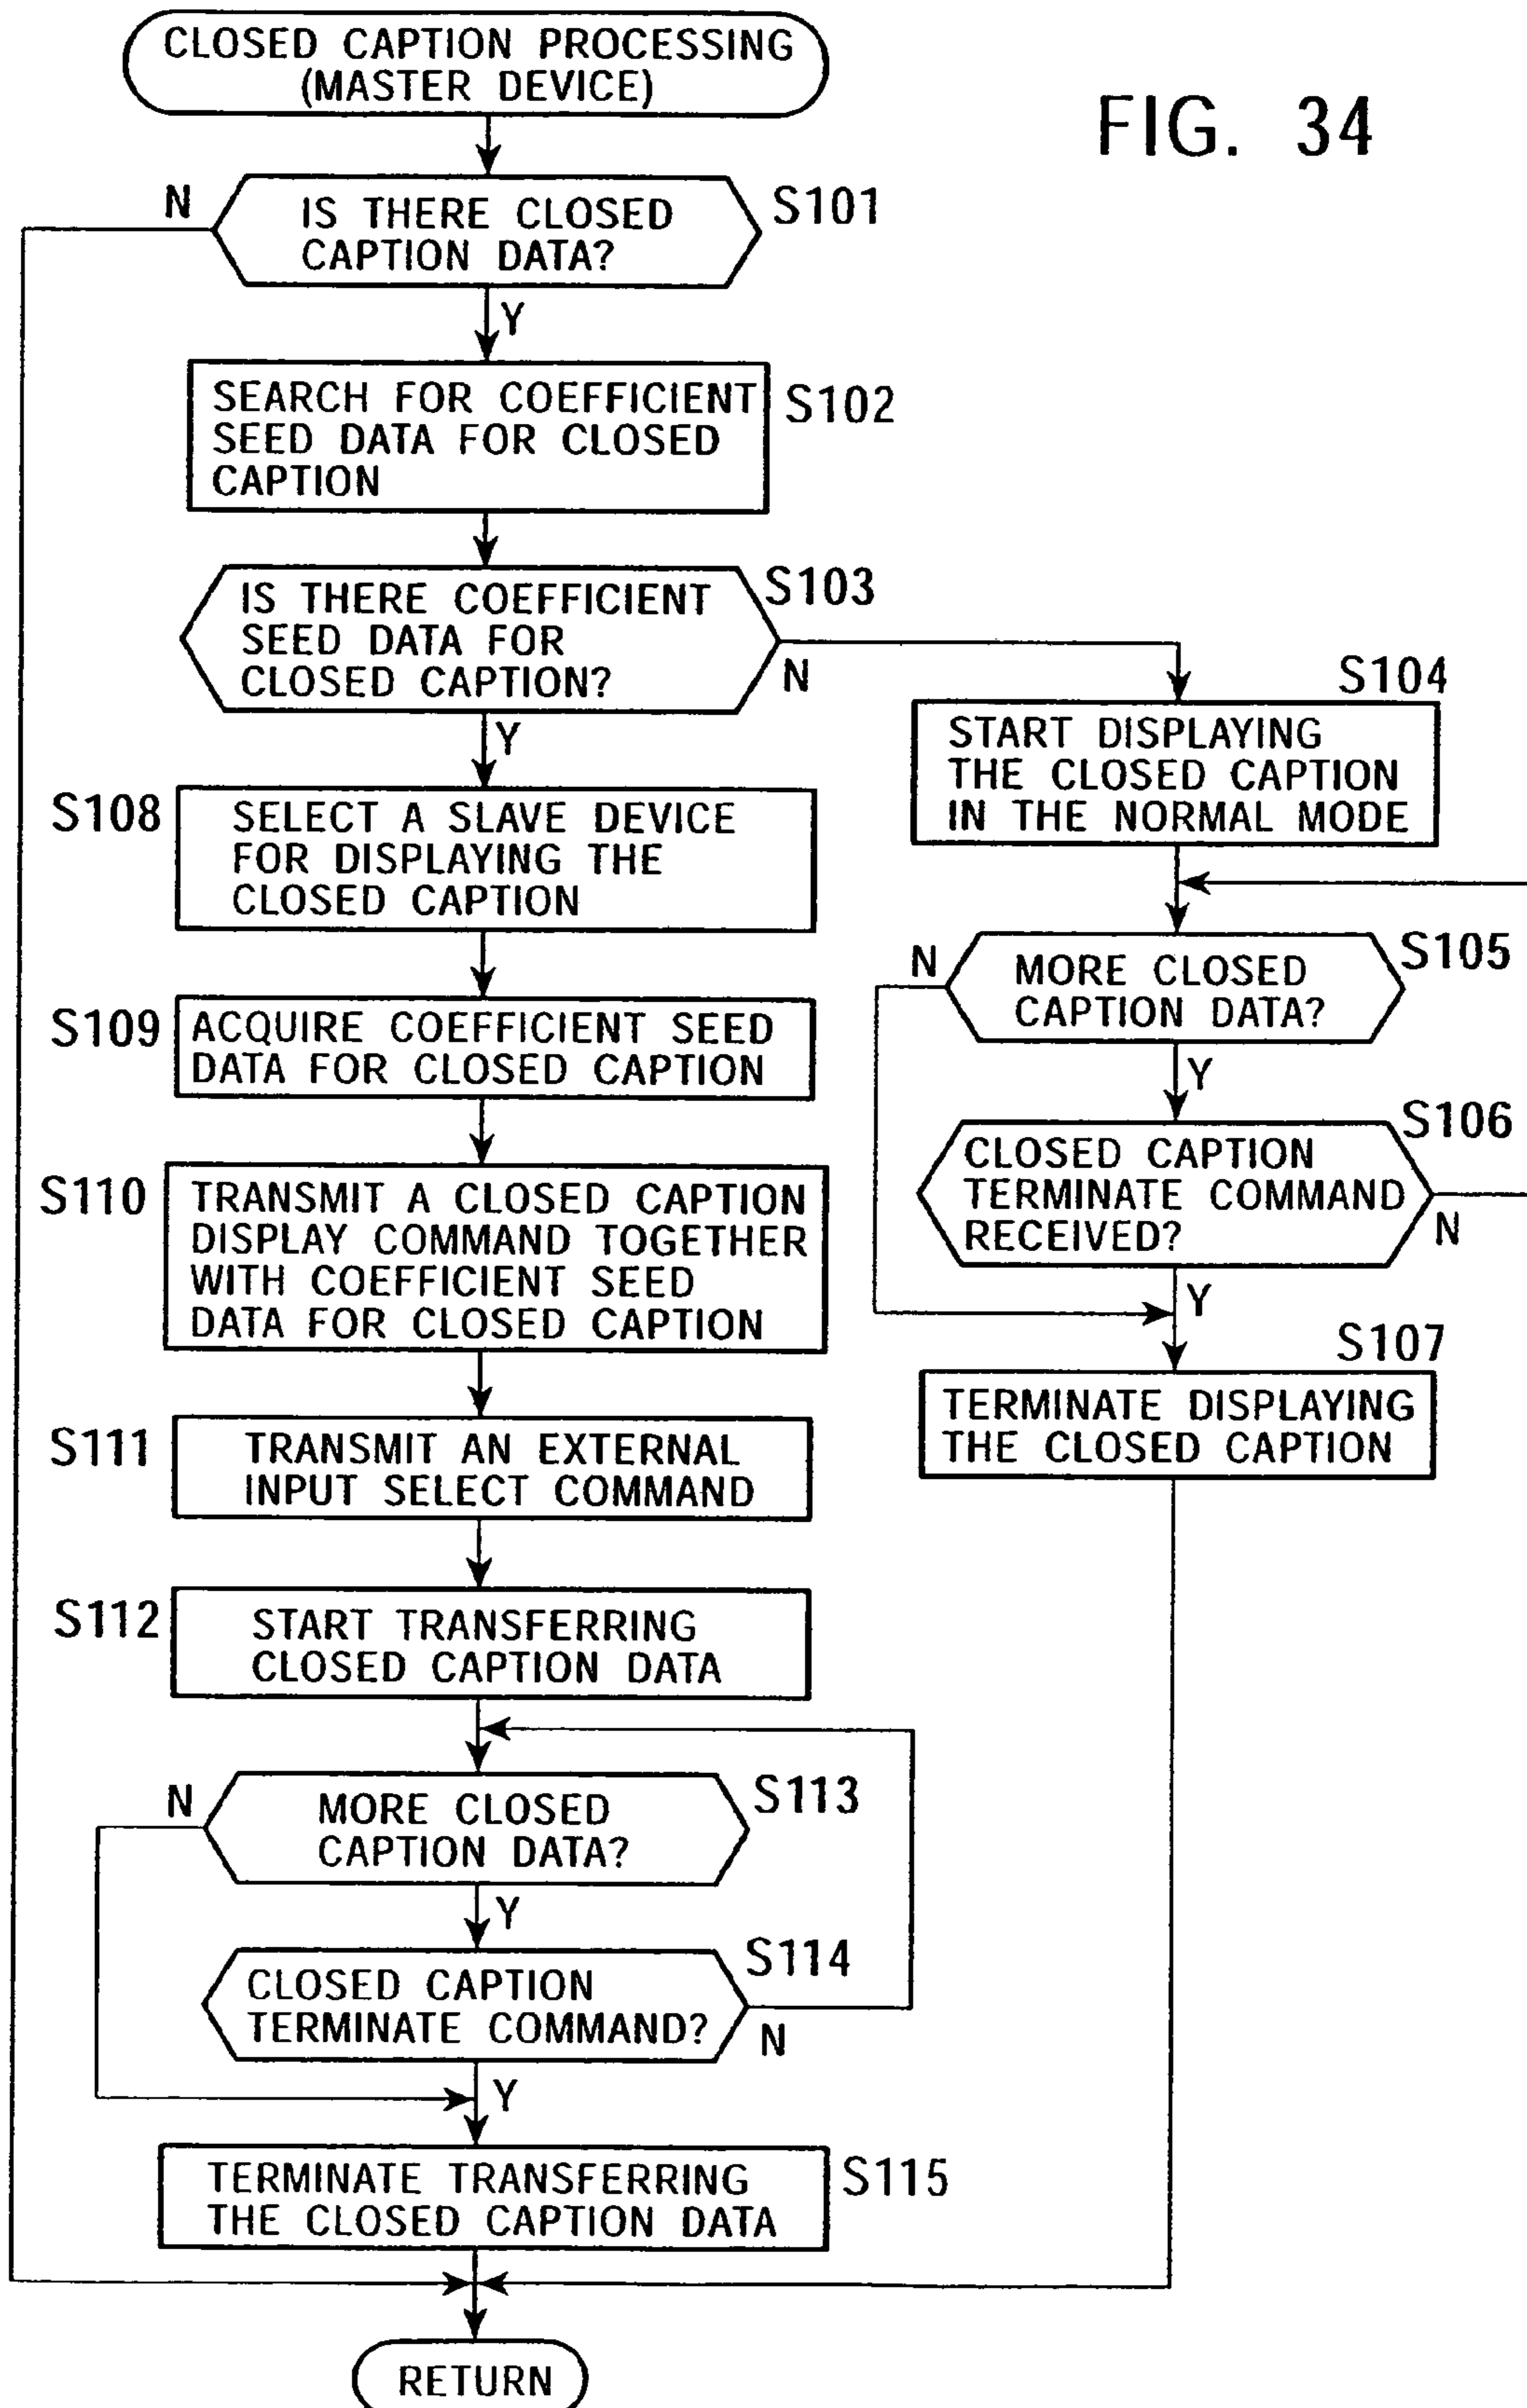 CLOSED CAPTION PROCESSING
(MASTER DEVICE)
FIG. 34
N
S101
IS THERE CLOSED
CAPTION DATA?
Y
S102
SEARCH FOR COEFFICIENT
SEED DATA FOR CLOSED
CAPTION
S103
IS THERE COEFFICIENT
SEED DATA FOR
CLOSED CAPTION?
N
Y
S104
START DISPLAYING
THE CLOSED CAPTION
IN THE NORMAL MODE
S105
N
MORE CLOSED
CAPTION DATA?
Y
S106
CLOSED CAPTION
TERMINATE COMMAND
RECEIVED?
N
Y
S107
TERMINATE DISPLAYING
THE CLOSED CAPTION
S108
SELECT A SLAVE DEVICE
FOR DISPLAYING THE
CLOSED CAPTION
S109
ACQUIRE COEFFICIENT SEED
DATA FOR CLOSED CAPTION
S110
TRANSMIT A CLOSED CAPTION
DISPLAY COMMAND TOGETHER
WITH COEFFICIENT SEED
DATA FOR CLOSED CAPTION
S111
TRANSMIT AN EXTERNAL
INPUT SELECT COMMAND
S112
START TRANSFERRING
CLOSED CAPTION DATA
S113
N
MORE CLOSED
CAPTION DATA?
Y
S114
CLOSED CAPTION
TERMINATE COMMAND?
N
Y
S115
TERMINATE TRANSFERRING
THE CLOSED CAPTION DATA
RETURN